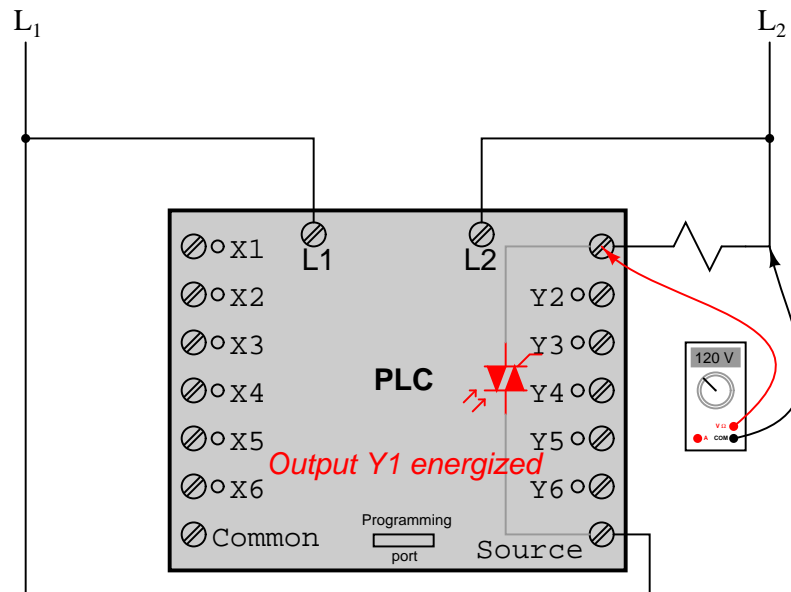 L1 L2
L1 L2
X1
X2 Y2
X3 Y3
120 V
PLC
X4 Y4
V Ω
A COM
X5 Y5
Output Y1 energized
X6 Y6
Programming
port
Common Source